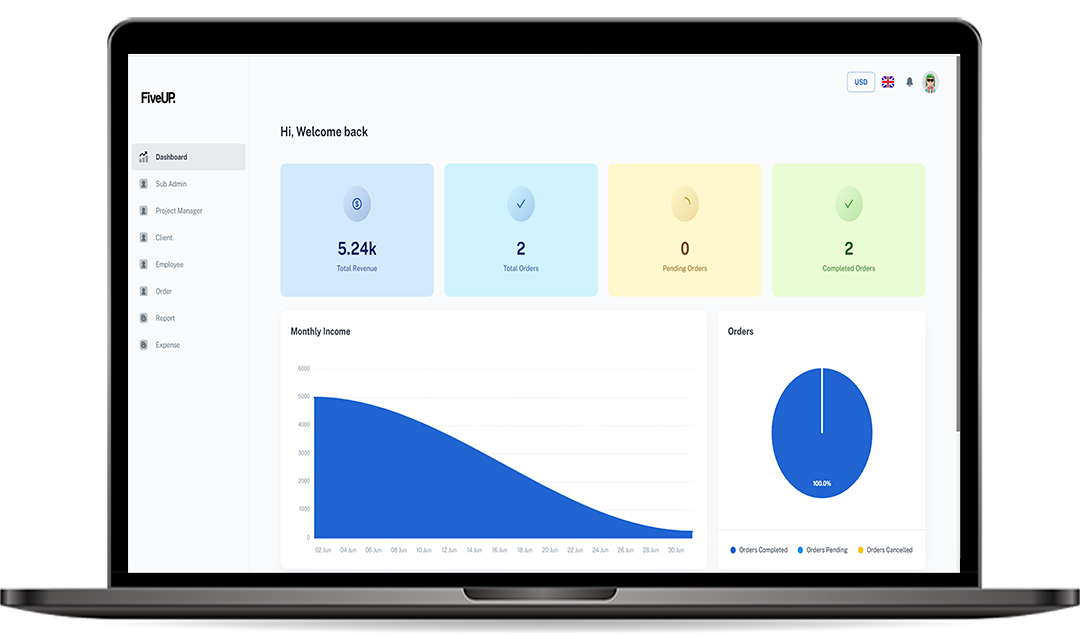 FiveUP.
USD
Hi, Welcome back
Dashboard
Sub Admin
Project Manager
Client
Employee
Order
Report
Expense
5.24k
Total Revenue
2
Total Orders
0
Pending Orders
2
Completed Orders
Monthly Income
6000
5000
4000
3000
2000
1000
0
02 Jun 04 Jun 06 Jun 08 Jun 10 Jun 12 Jun 14 Jun 16 Jun 18 Jun 20 Jun 22 Jun 24 Jun 26 Jun 28 Jun 30 Jun
Orders
100.0%
Orders Completed Orders Pending Orders Cancelled